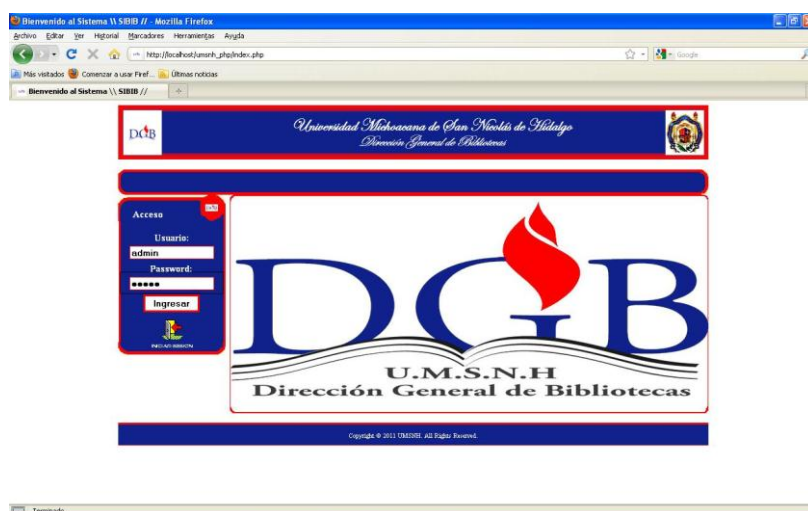 Bienvenido al Sistema \\ SIBIB // - Mozilla Firefox
Archivo Editar Ver Historial Marcadores Herramientas Ayuda
http://localhost/umsnh_php/index.php
Google
Más visitados Comenzar a usar Firef... Últimas noticias
Bienvenido al Sistema \\ SIBIB //
DGB
Universidad Michoacana de San Nicolás de Hidalgo
Dirección General de Bibliotecas
Acceso
info
Usuario:
admin
Password:
•••••
Ingresar
INICIAR SESION
DGB
U.M.S.N.H
Dirección General de Bibliotecas
Copyright © 2011 UMSNH. All Rights Reserved.
Terminado